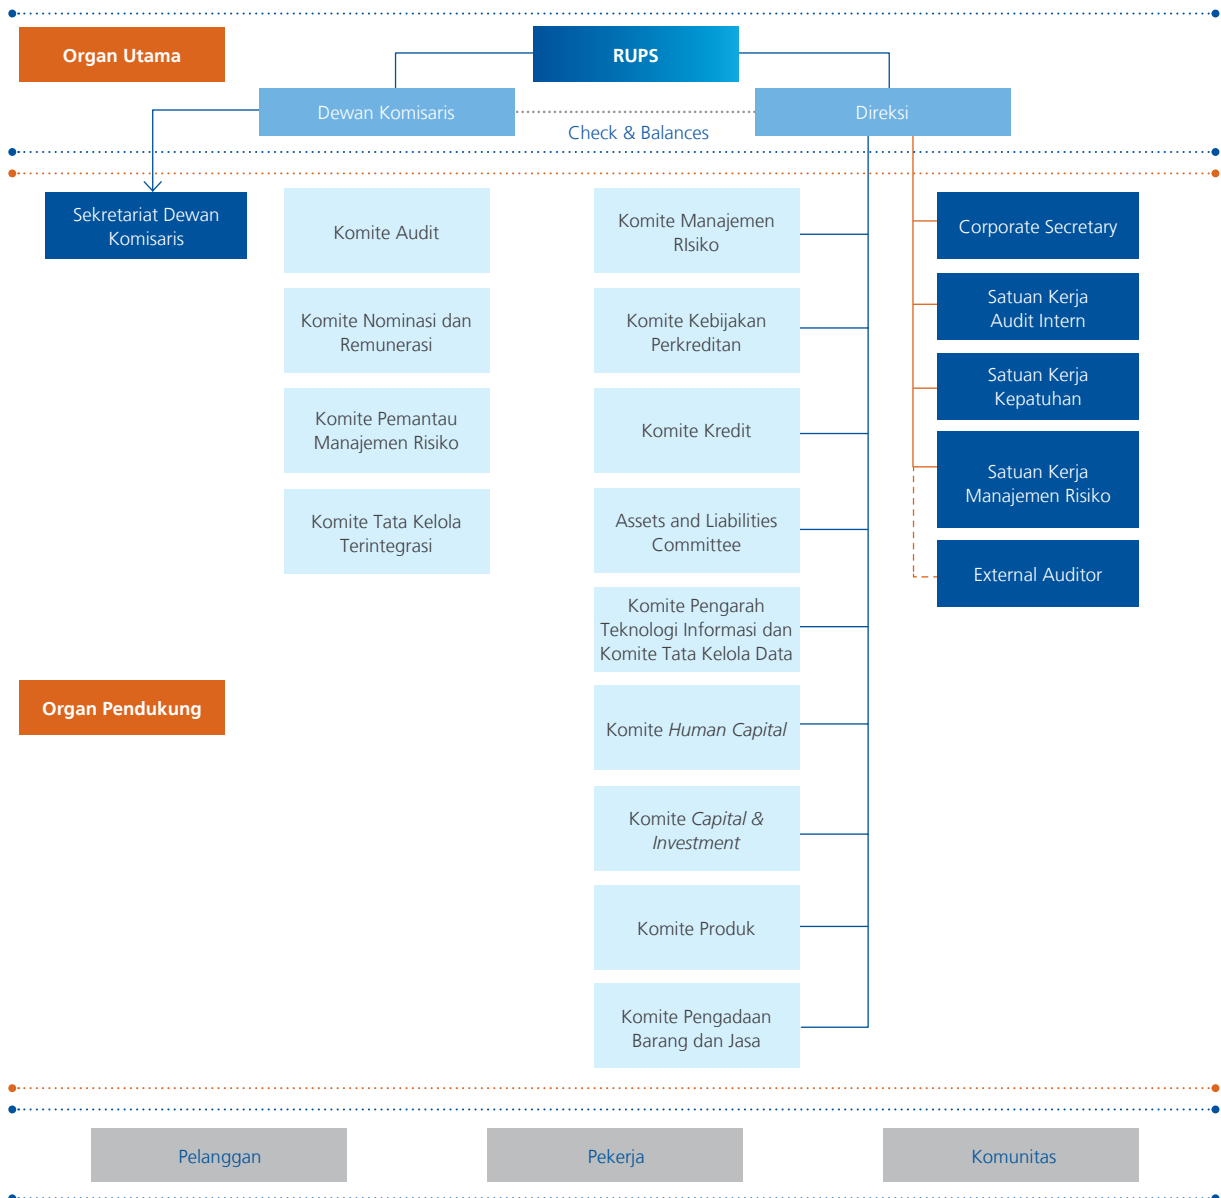 Organ Utama
RUPS
Dewan Komisaris
Direksi
Check & Balances
Sekretariat Dewan
Komisaris
Komite Audit
Komite Nominasi dan
Remunerasi
Komite Pemantau
Manajemen Risiko
Komite Tata Kelola
Terintegrasi
Komite Manajemen
RIsiko
Komite Kebijakan
Perkreditan
Komite Kredit
Assets and Liabilities
Committee
Komite Pengarah
Teknologi Informasi dan
Komite Tata Kelola Data
Komite Human Capital
Komite Capital &
Investment
Komite Produk
Komite Pengadaan
Barang dan Jasa
Corporate Secretary
Satuan Kerja
Audit Intern
Satuan Kerja
Kepatuhan
Satuan Kerja
Manajemen Risiko
External Auditor
Organ Pendukung
Pelanggan
Pekerja
Komunitas